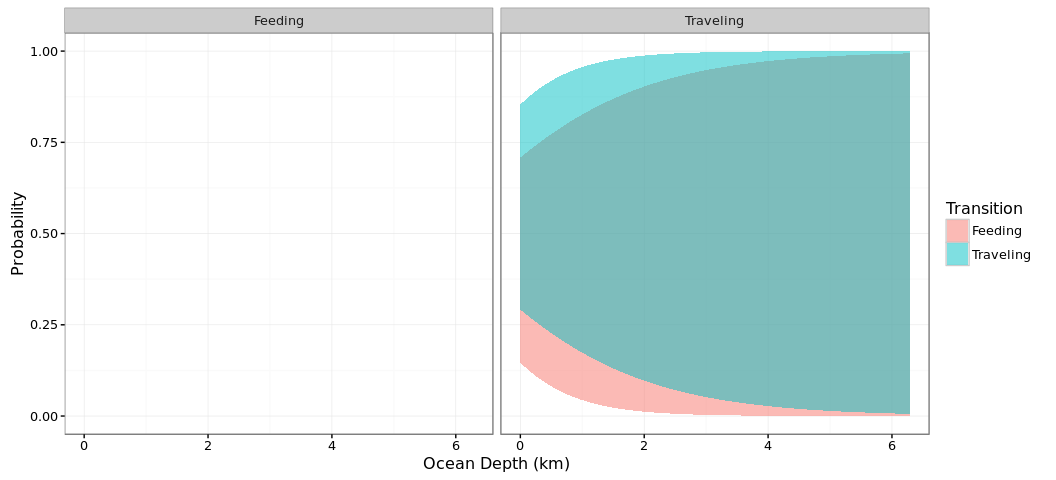 Feeding
Traveling
1.00
0.75
0.50
0.25
0.00
Probability
0
2
4
6
0
2
4
6
Ocean Depth (km)
Transition
Feeding
Traveling